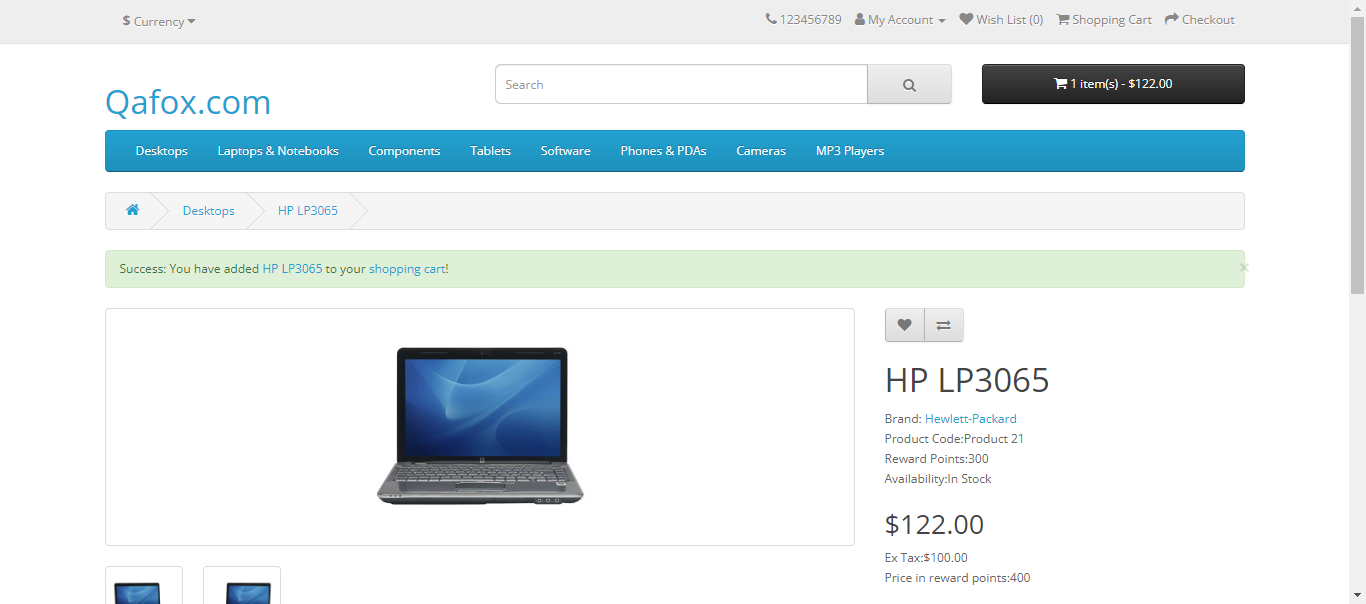 $ Currency
123456789 My Account Wish List (0) Shopping Cart Checkout
Qafox.com
Search
1 item(s) - $122.00
Desktops Laptops & Notebooks Components Tablets Software Phones & PDAs Cameras MP3 Players
Desktops HP LP3065
Success: You have added HP LP3065 to your shopping cart!
×
HP LP3065
Brand: Hewlett-Packard
Product Code:Product 21
Reward Points:300
Availability:In Stock
$122.00
Ex Tax:$100.00
Price in reward points:400